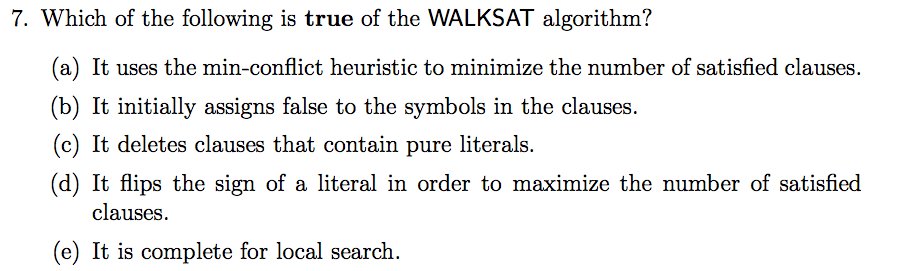 7. Which of the following is true of the WALKSAT algorithm?
(a) It uses the min-conflict heuristic to minimize the number of satisfied clauses.
(b) It initially assigns false to the symbols in the clauses.
(c) It deletes clauses that contain pure literals.
(d) It flips the sign of a literal in order to maximize the number of satisfied
clauses.
(e) It is complete for local search.